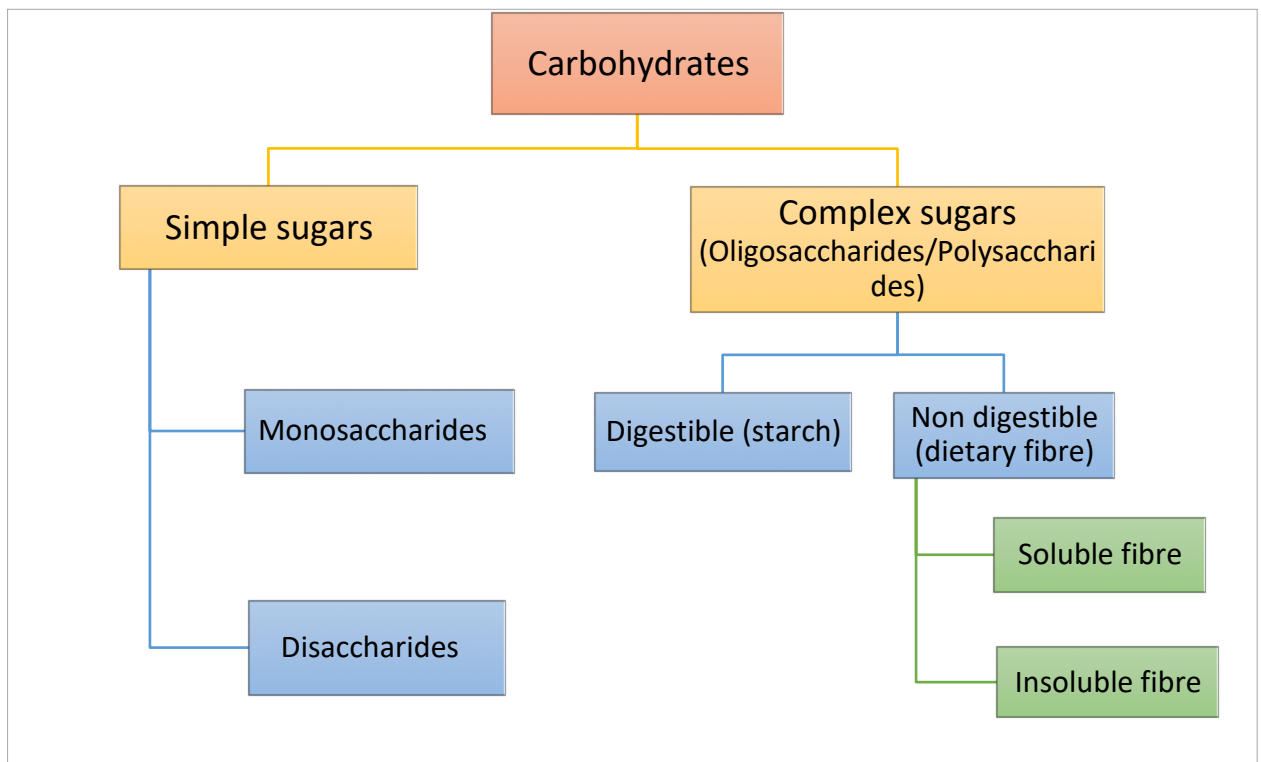 Carbohydrates
Simple sugars
Complex sugars
(Oligosaccharides/Polysacchari
des)
Monosaccharides
Disaccharides
Digestible (starch)
Non digestible
(dietary fibre)
Soluble fibre
Insoluble fibre